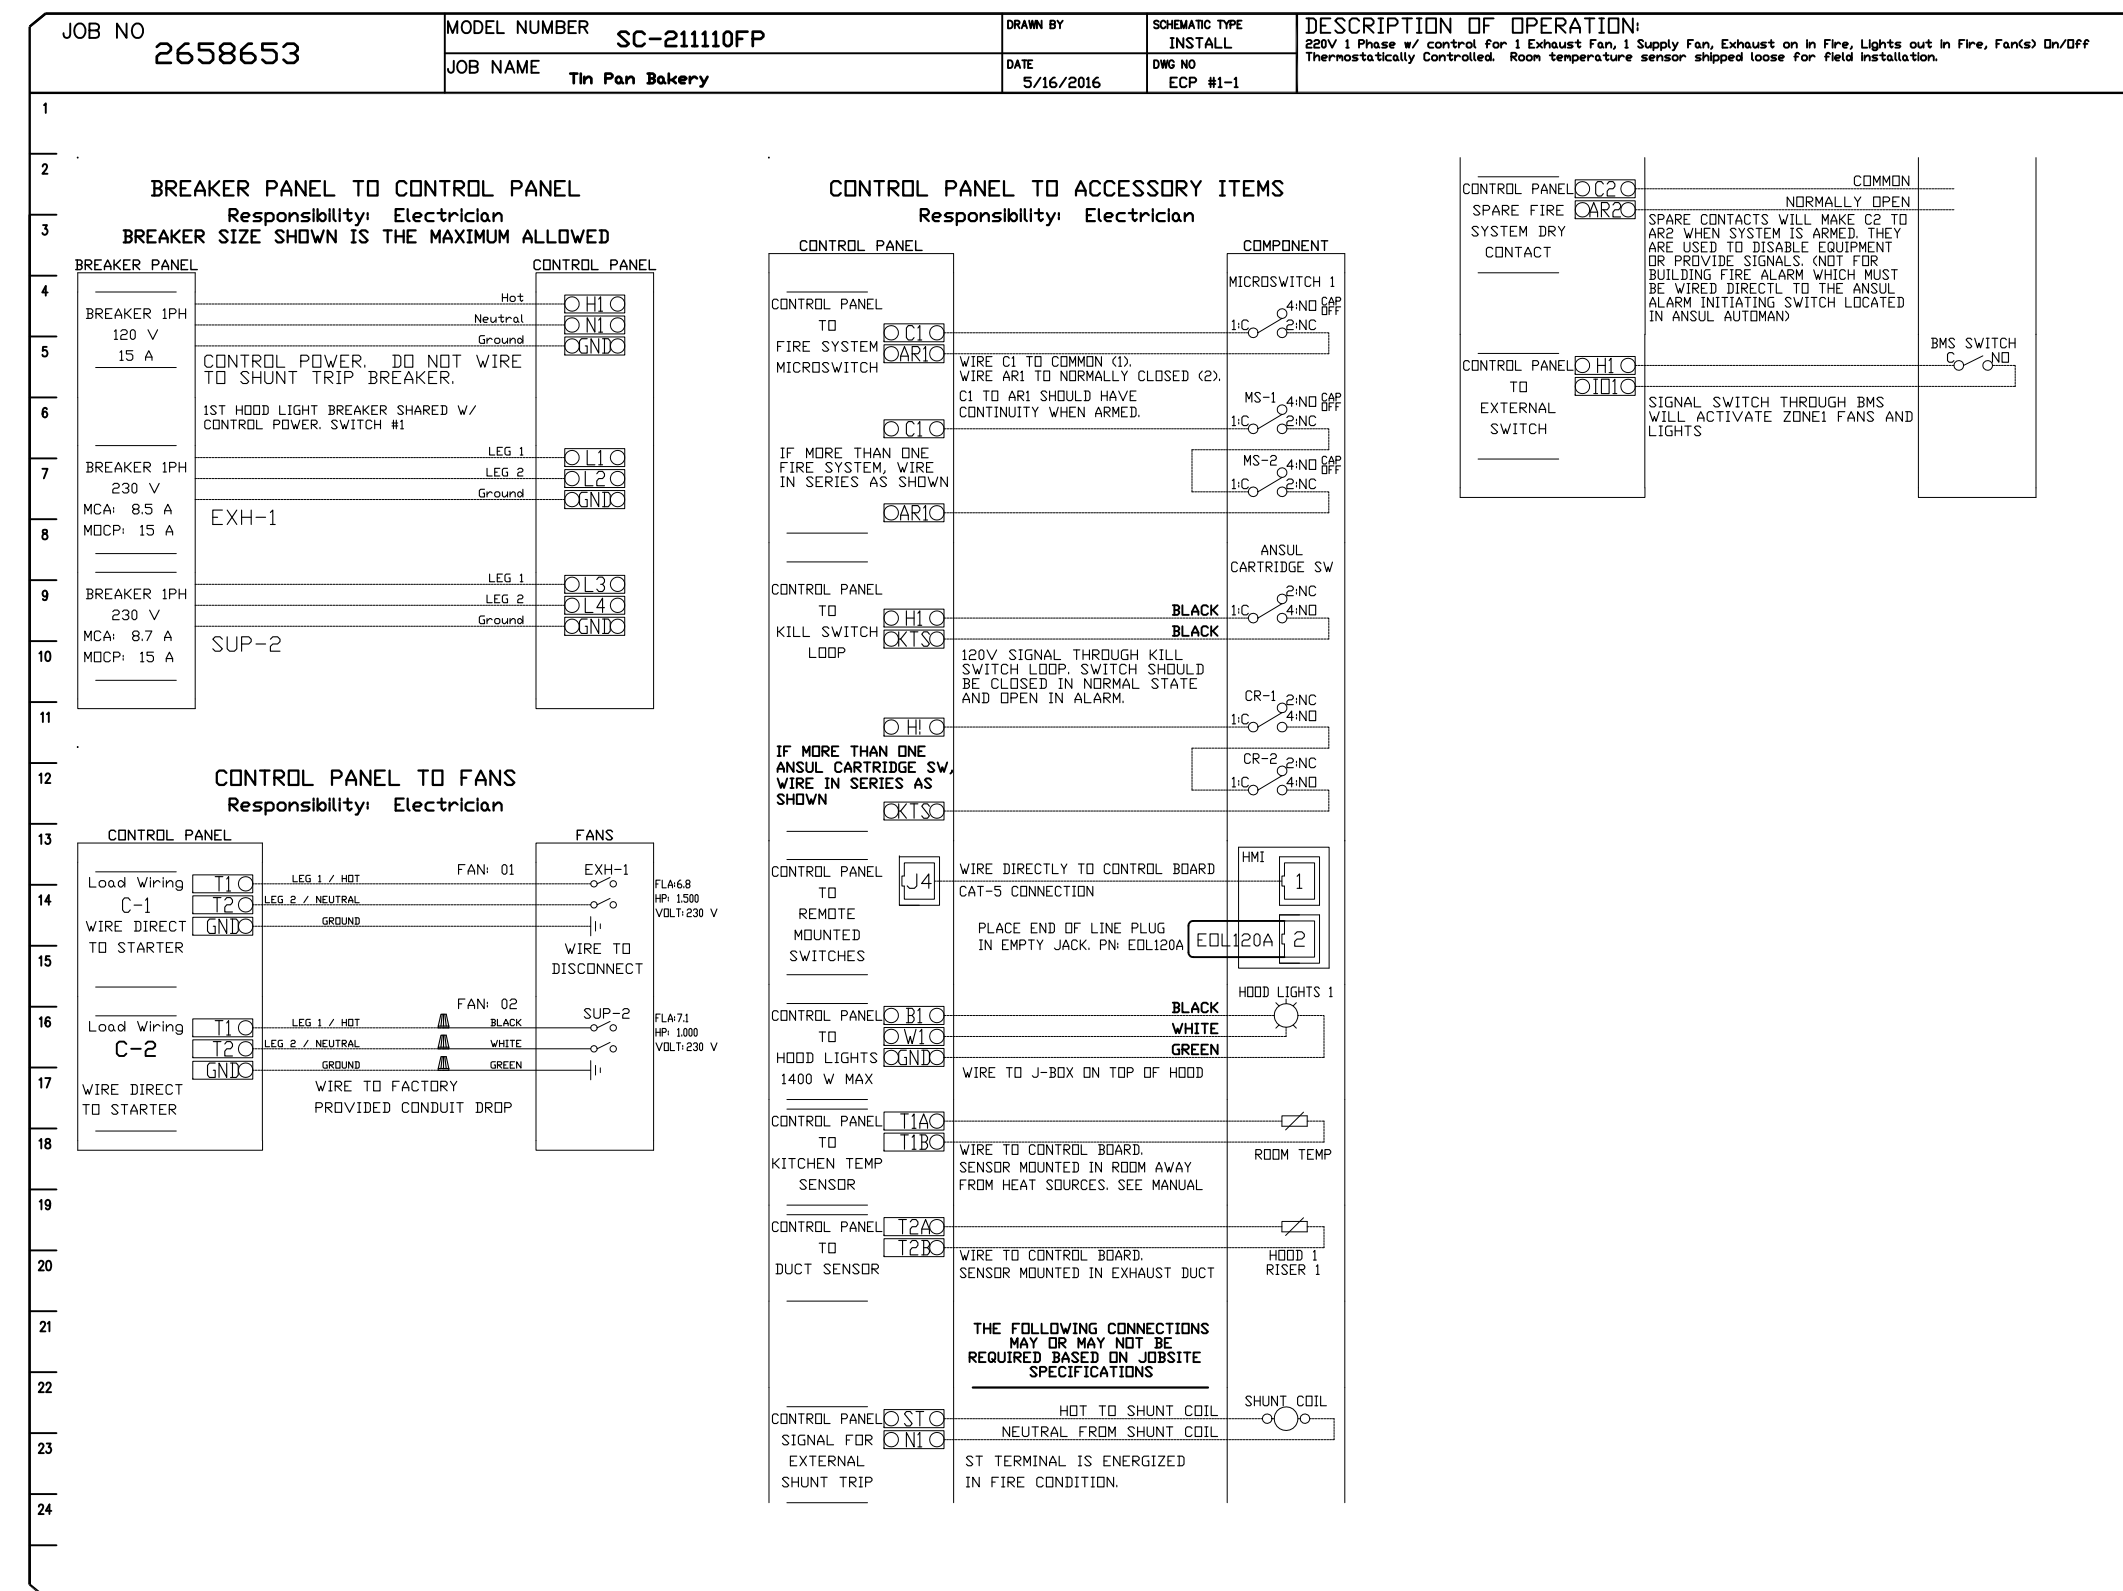 JOB NO
2658653
MODEL NUMBER
SC-211110FP
JOB NAME
Tin Pan Bakery
DRAWN BY
SCHEMATIC TYPE
INSTALL
DATE
5/16/2016
DWG NO
ECP #1-1
DESCRIPTION OF OPERATION:
220V 1 Phase w/ control for 1 Exhaust Fan, 1 Supply Fan, Exhaust on in Fire, Lights out in Fire, Fan(s) On/Off
Thermostatically Controlled. Room temperature sensor shipped loose for field installation.
1
2
3
4
5
6
7
8
9
10
11
12
13
14
15
16
17
18
19
20
21
22
23
24
BREAKER PANEL TO CONTROL PANEL
Responsibility: Electrician
BREAKER SIZE SHOWN IS THE MAXIMUM ALLOWED
BREAKER PANEL
CONTROL PANEL
BREAKER 1PH
120 V
15 A
Hot
H1
Neutral
N1
Ground
GND
CONTROL POWER. DO NOT WIRE
TO SHUNT TRIP BREAKER.
1ST HOOD LIGHT BREAKER SHARED W/
CONTROL POWER. SWITCH #1
BREAKER 1PH
230 V
MCA: 8.5 A
MOCP: 15 A
LEG 1
L1
LEG 2
L2
Ground
GND
EXH-1
BREAKER 1PH
230 V
MCA: 8.7 A
MOCP: 15 A
LEG 1
L3
LEG 2
L4
Ground
GND
SUP-2
CONTROL PANEL TO FANS
Responsibility: Electrician
CONTROL PANEL
FANS
Load Wiring
C-1
WIRE DIRECT
TO STARTER
T1
T2
GND
LEG 1 / HOT
LEG 2 / NEUTRAL
GROUND
FAN: 01
EXH-1
WIRE TO
DISCONNECT
FLA:6.8
HP: 1.500
VOLT:230 V
Load Wiring
C-2
WIRE DIRECT
TO STARTER
T1
T2
GND
LEG 1 / HOT
LEG 2 / NEUTRAL
GROUND
FAN: 02
BLACK
WHITE
GREEN
WIRE TO FACTORY
PROVIDED CONDUIT DROP
SUP-2
FLA:7.1
HP: 1.000
VOLT:230 V
CONTROL PANEL TO ACCESSORY ITEMS
Responsibility: Electrician
CONTROL PANEL
COMPONENT
CONTROL PANEL
TO
FIRE SYSTEM
MICROSWITCH
C1
AR1
WIRE C1 TO COMMON (1).
WIRE AR1 TO NORMALLY CLOSED (2).
C1 TO AR1 SHOULD HAVE
CONTINUITY WHEN ARMED.
MICROSWITCH 1
4:NO CAP
OFF
1:C
2:NC
C1
IF MORE THAN ONE
FIRE SYSTEM, WIRE
IN SERIES AS SHOWN
AR1
MS-1
4:NO CAP
OFF
1:C
2:NC
MS-2
4:NO CAP
OFF
1:C
2:NC
CONTROL PANEL
TO
KILL SWITCH
LOOP
H1
KTS
BLACK
BLACK
120V SIGNAL THROUGH KILL
SWITCH LOOP. SWITCH SHOULD
BE CLOSED IN NORMAL STATE
AND OPEN IN ALARM.
ANSUL
CARTRIDGE SW
2:NC
1:C
4:NO
H!
IF MORE THAN ONE
ANSUL CARTRIDGE SW,
WIRE IN SERIES AS
SHOWN
KTS
CR-1
2:NC
1:C
4:NO
CR-2
2:NC
1:C
4:NO
CONTROL PANEL
TO
REMOTE
MOUNTED
SWITCHES
J4
WIRE DIRECTLY TO CONTROL BOARD
CAT-5 CONNECTION
PLACE END OF LINE PLUG
IN EMPTY JACK. PN: EOL120A
HMI
1
EOL120A
2
CONTROL PANEL
TO
HOOD LIGHTS
1400 W MAX
B1
W1
GND
BLACK
WHITE
GREEN
WIRE TO J-BOX ON TOP OF HOOD
HOOD LIGHTS 1
CONTROL PANEL
TO
KITCHEN TEMP
SENSOR
T1A
T1B
WIRE TO CONTROL BOARD.
SENSOR MOUNTED IN ROOM AWAY
FROM HEAT SOURCES. SEE MANUAL
ROOM TEMP
CONTROL PANEL
TO
DUCT SENSOR
T2A
T2B
WIRE TO CONTROL BOARD.
SENSOR MOUNTED IN EXHAUST DUCT
HOOD 1
RISER 1
THE FOLLOWING CONNECTIONS
MAY OR MAY NOT BE
REQUIRED BASED ON JOBSITE
SPECIFICATIONS
CONTROL PANEL
SIGNAL FOR
EXTERNAL
SHUNT TRIP
ST
N1
HOT TO SHUNT COIL
NEUTRAL FROM SHUNT COIL
ST TERMINAL IS ENERGIZED
IN FIRE CONDITION.
SHUNT COIL
CONTROL PANEL
SPARE FIRE
SYSTEM DRY
CONTACT
C2
AR2
COMMON
NORMALLY OPEN
SPARE CONTACTS WILL MAKE C2 TO
AR2 WHEN SYSTEM IS ARMED. THEY
ARE USED TO DISABLE EQUIPMENT
OR PROVIDE SIGNALS. (NOT FOR
BUILDING FIRE ALARM WHICH MUST
BE WIRED DIRECTL TO THE ANSUL
ALARM INITIATING SWITCH LOCATED
IN ANSUL AUTOMAN)
CONTROL PANEL
TO
EXTERNAL
SWITCH
H1
IO1
SIGNAL SWITCH THROUGH BMS
WILL ACTIVATE ZONE1 FANS AND
LIGHTS
BMS SWITCH
C
NO